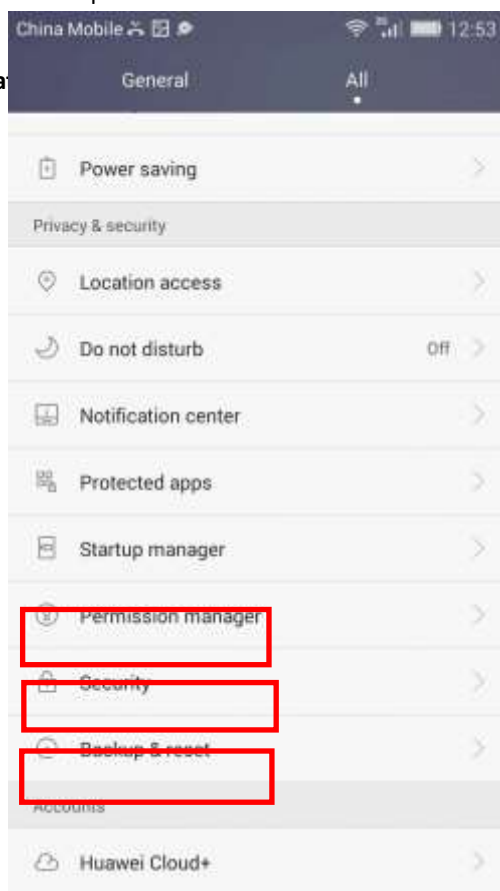 China Mobile 12:53
General All
Power saving
Privacy & security
Location access
Do not disturb Off
Notification center
Protected apps
Startup manager
Permission manager
Security
Backup & reset
Accounts
Huawei Cloud+